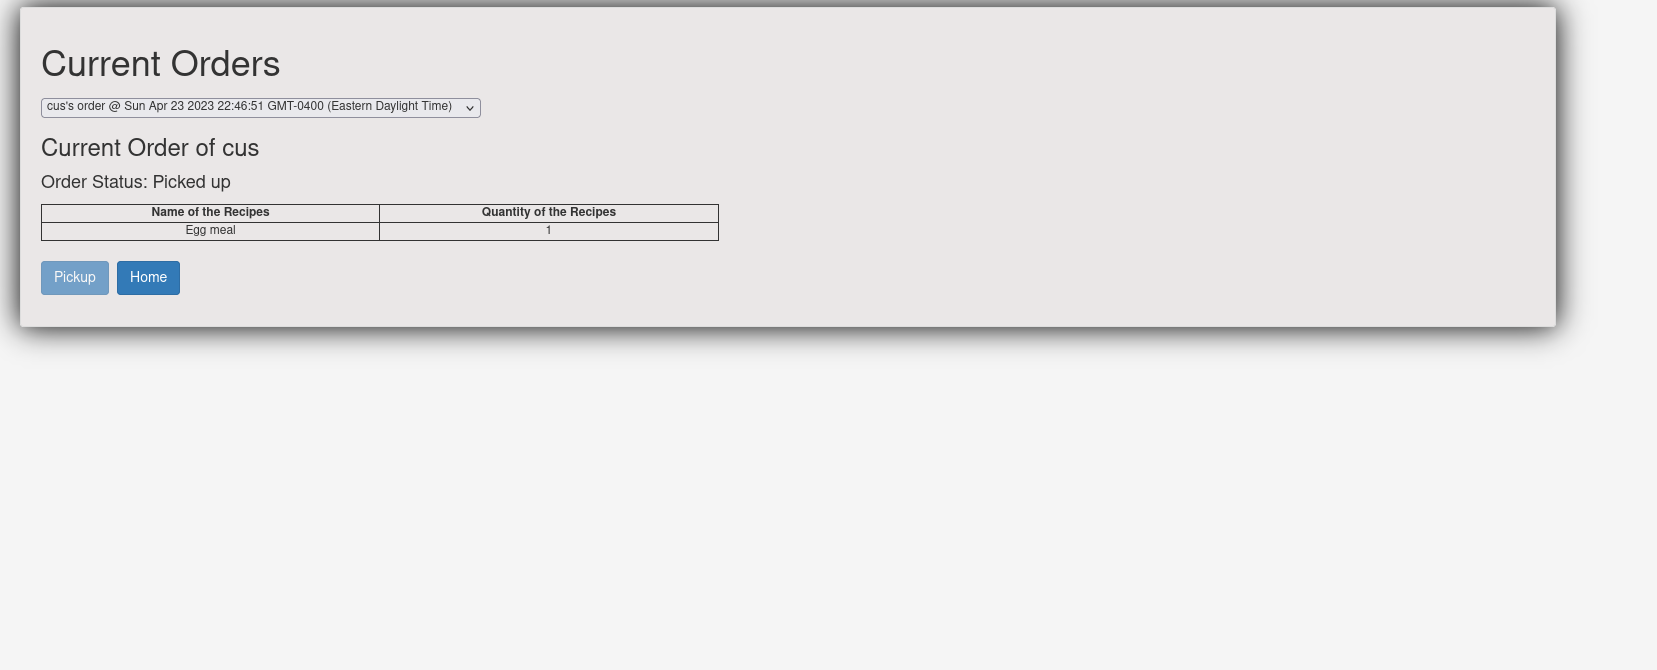 Current Orders
cus's order @ Sun Apr 23 2023 22:46:51 GMT-0400 (Eastern Daylight Time)
Current Order of cus
Order Status: Picked up
Name of the Recipes Quantity of the Recipes
Egg meal 1
Pickup Home